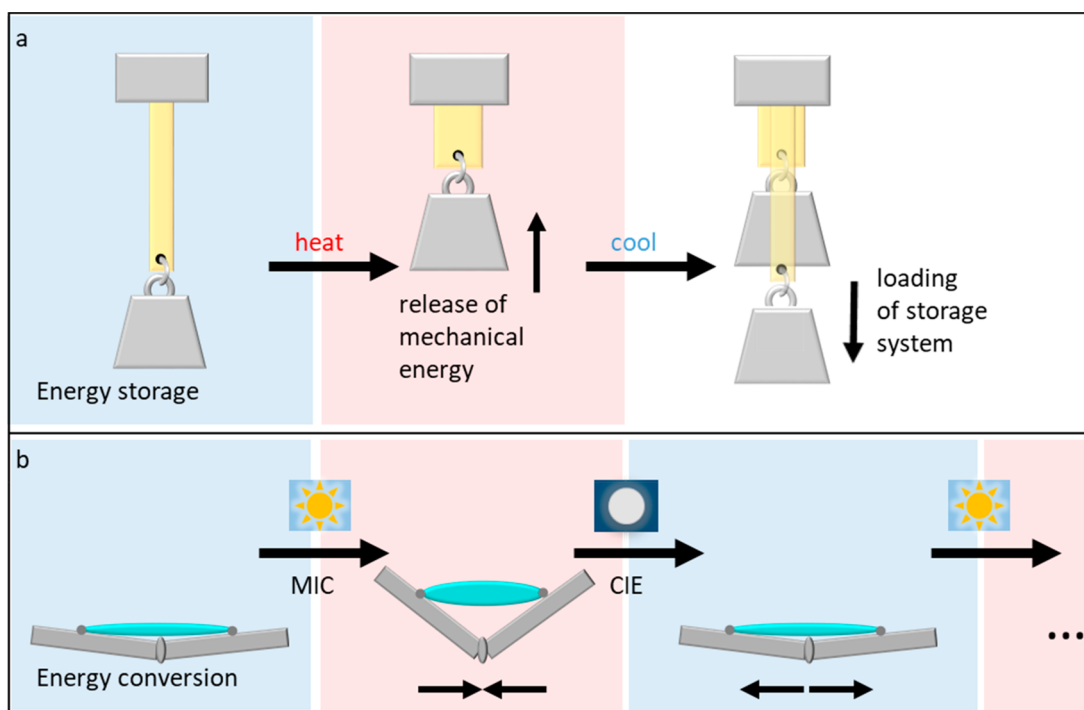 a
heat
cool
release of
mechanical
energy
loading
of storage
system
Energy storage
b
MIC
CIE
Energy conversion
...